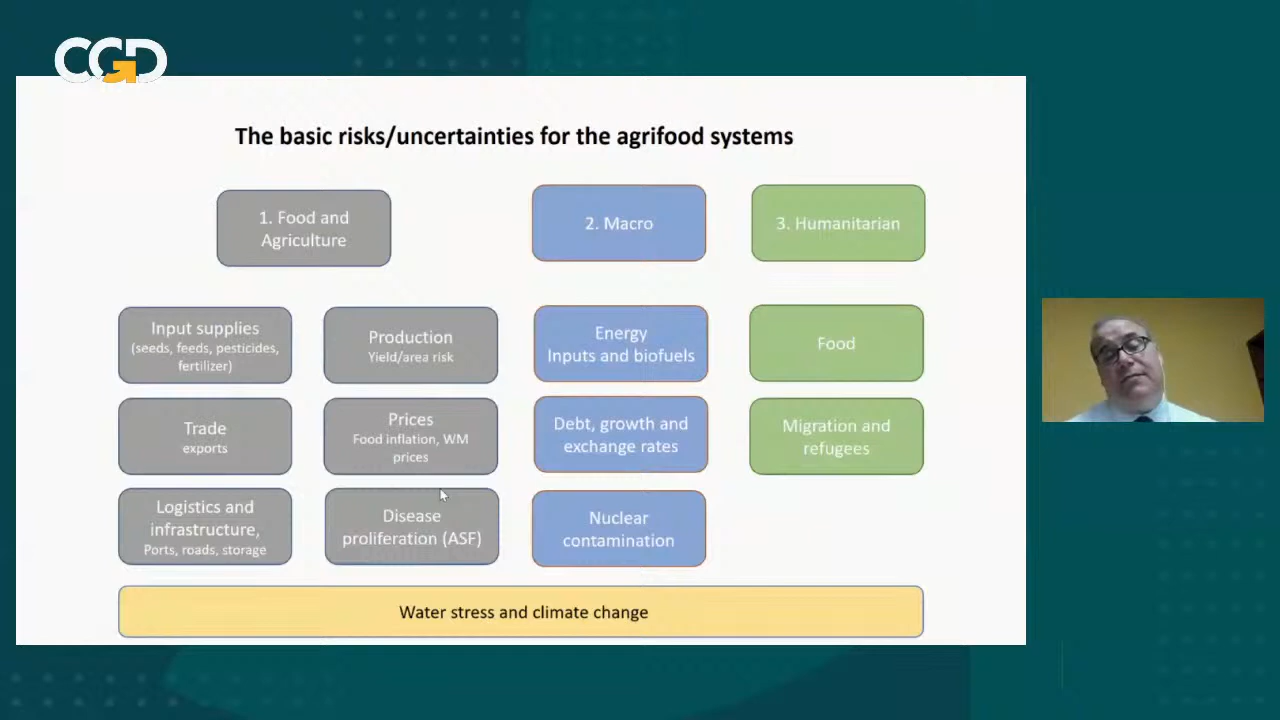 CGD
The basic risks/uncertainties for the agrifood systems
1. Food and
Agriculture
2. Macro
3. Humanitarian
Input supplies
(seeds, feeds, pesticides,
fertilizer)
Production
Yield/area risk
Energy
Inputs and biofuels
Food
Trade
exports
Prices
Food inflation, WM
prices
Debt, growth and
exchange rates
Migration and
refugees
Logistics and
infrastructure,
Ports, roads, storage
Disease
proliferation (ASF)
Nuclear
contamination
Water stress and climate change